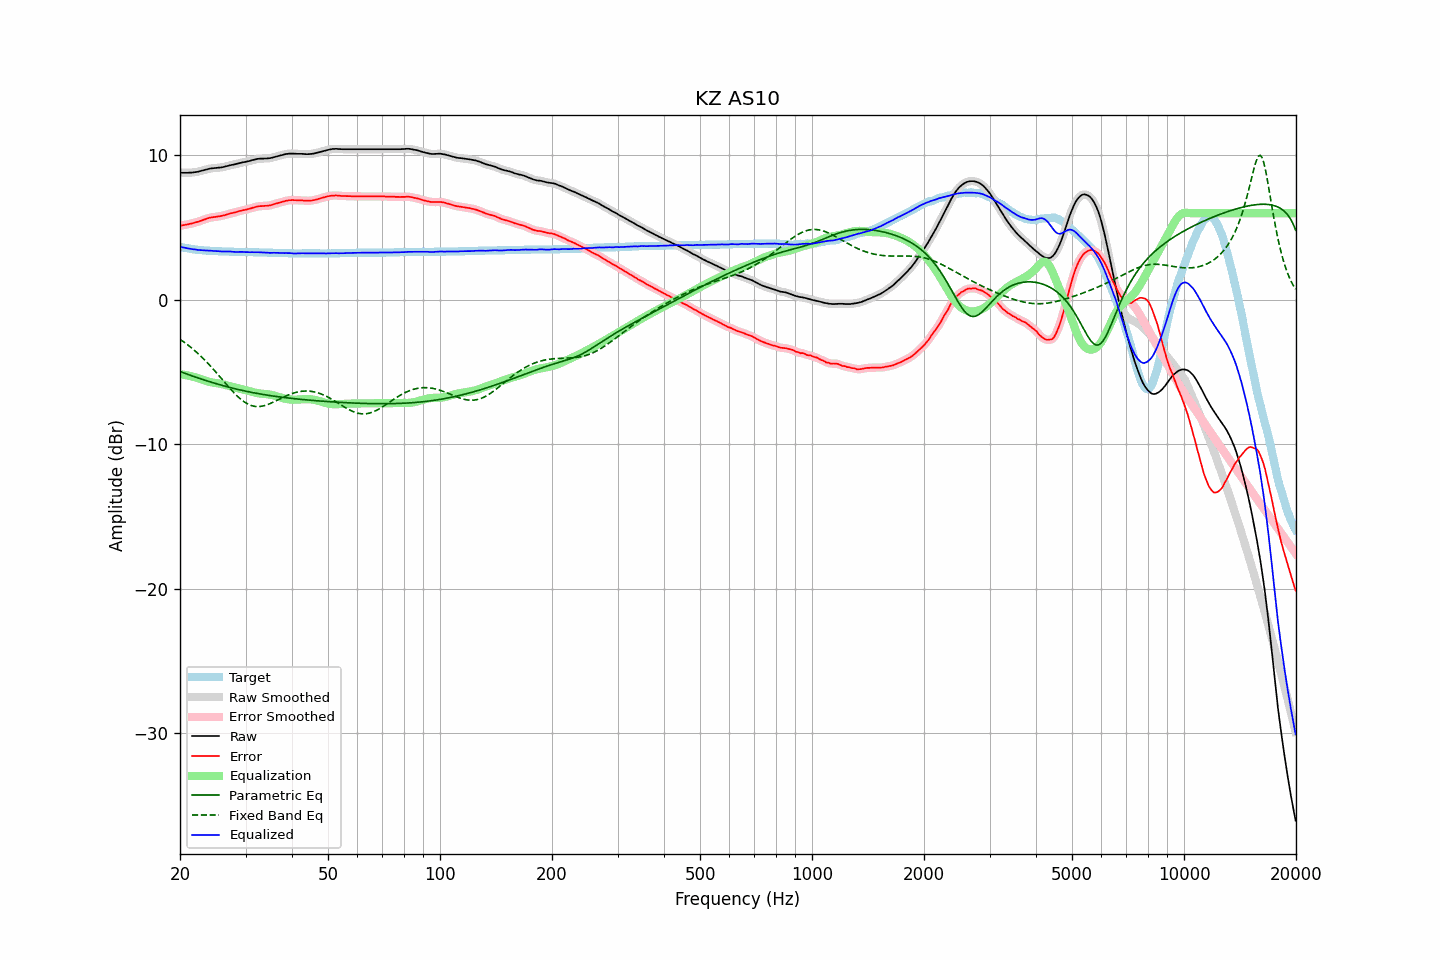 KZ AS10
Amplitude (dBr)
10
0
−10
−20
−30
Target
Raw Smoothed
Error Smoothed
Raw
Error
Equalization
Parametric Eq
Fixed Band Eq
Equalized
20 50 100 200 500 1000 2000 5000 10000 20000
Frequency (Hz)